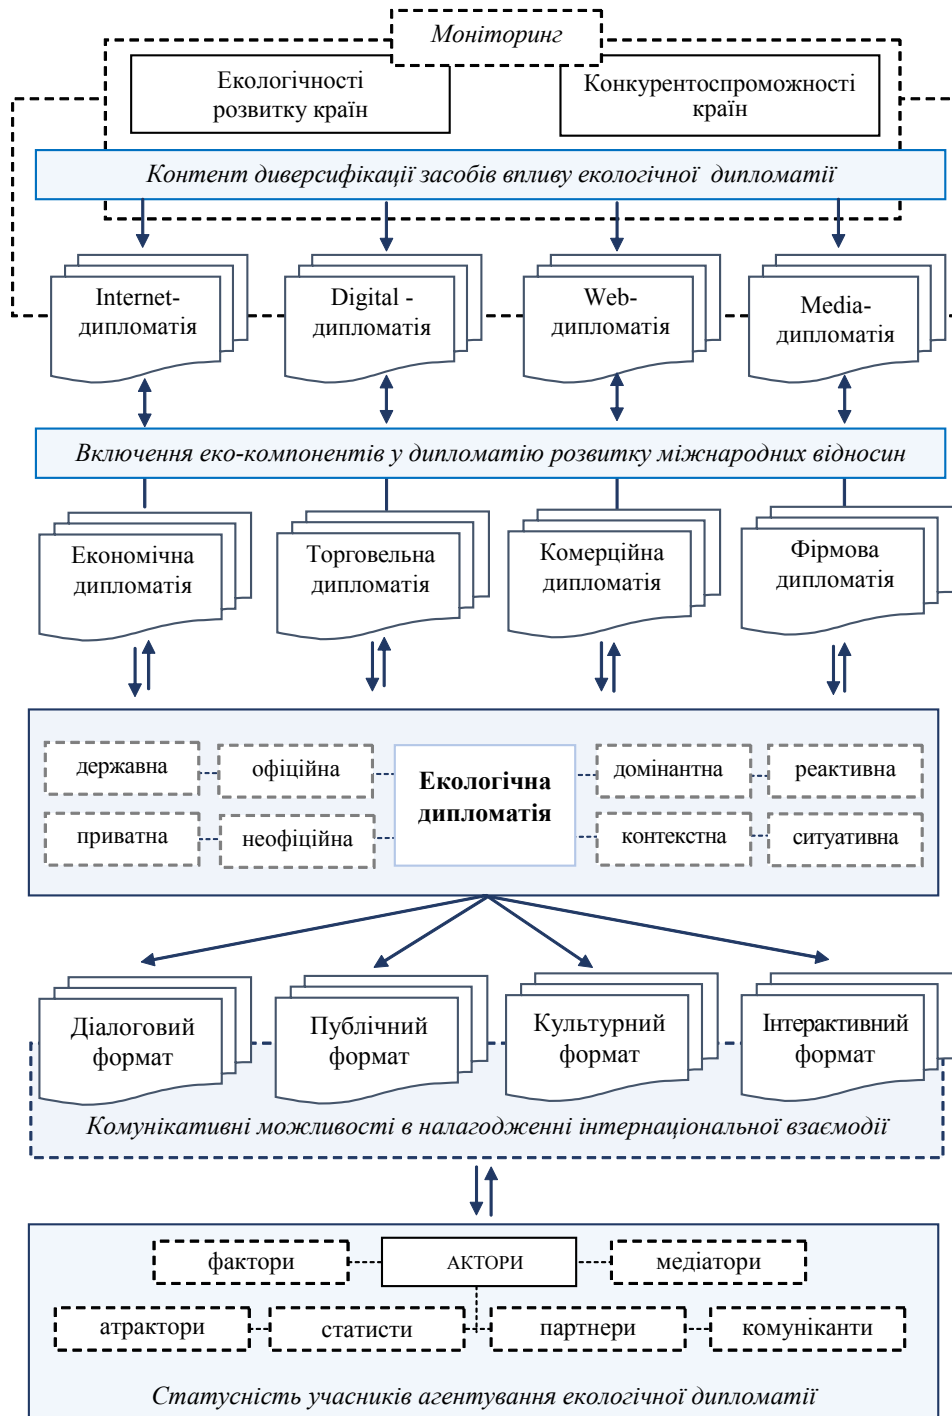 Моніторинг
Екологічності
розвитку країн
Конкурентоспроможності
країн
Контент диверсифікації засобів впливу екологічної дипломатії
Internet-
дипломатія
Digital -
дипломатія
Web-
дипломатія
Media-
дипломатія
Включення еко-компонентів у дипломатію розвитку міжнародних відносин
Економічна
дипломатія
Торговельна
дипломатія
Комерційна
дипломатія
Фірмова
дипломатія
державна
офіційна
Екологічна
дипломатія
домінантна
реактивна
приватна
неофіційна
контекстна
ситуативна
Діалоговий
формат
Публічний
формат
Культурний
формат
Інтерактивний
формат
Комунікативні можливості в налагодженні інтернаціональної взаємодії
фактори
АКТОРИ
медіатори
атрактори
статисти
партнери
комуніканти
Статусність учасників агентування екологічної дипломатії